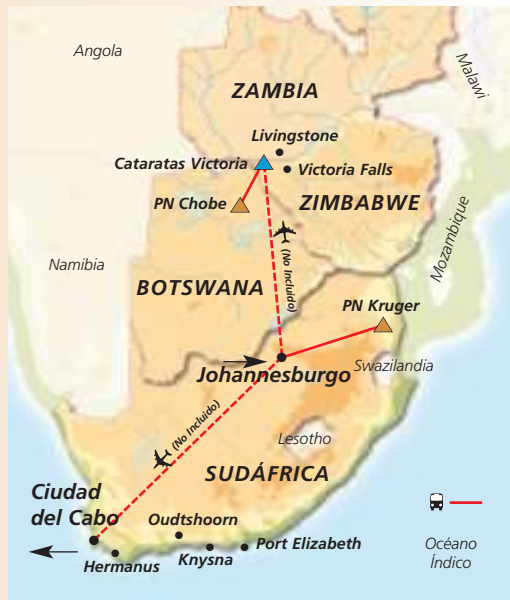 Angola
Malawi
ZAMBIA
Livingstone
Cataratas Victoria
Victoria Falls
PN Chobe
ZIMBABWE
Mozambique
Namibia
(No Incluido)
BOTSWANA
PN Kruger
Johannesburgo
Swazilandia
(No Incluido)
Lesotho
SUDÁFRICA
Ciudad
del Cabo
Oudtshoorn
Port Elizabeth
Knysna
Hermanus
Océano
Índico